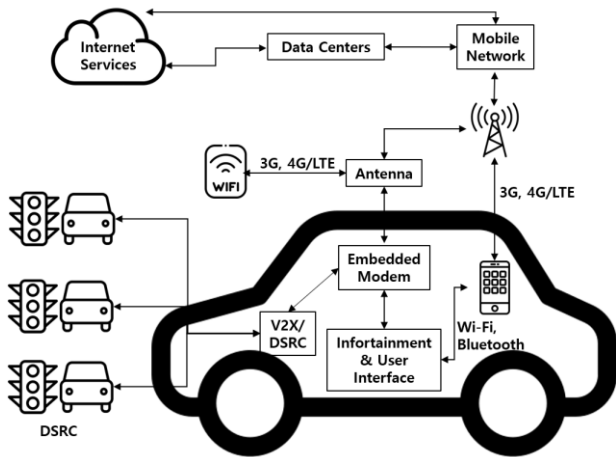 Internet
Services
Data Centers
Mobile
Network
WIFI
3G, 4G/LTE
Antenna
3G, 4G/LTE
Embedded
Modem
V2X/
DSRC
Infortainment
& User
Interface
Wi-Fi,
Bluetooth
DSRC